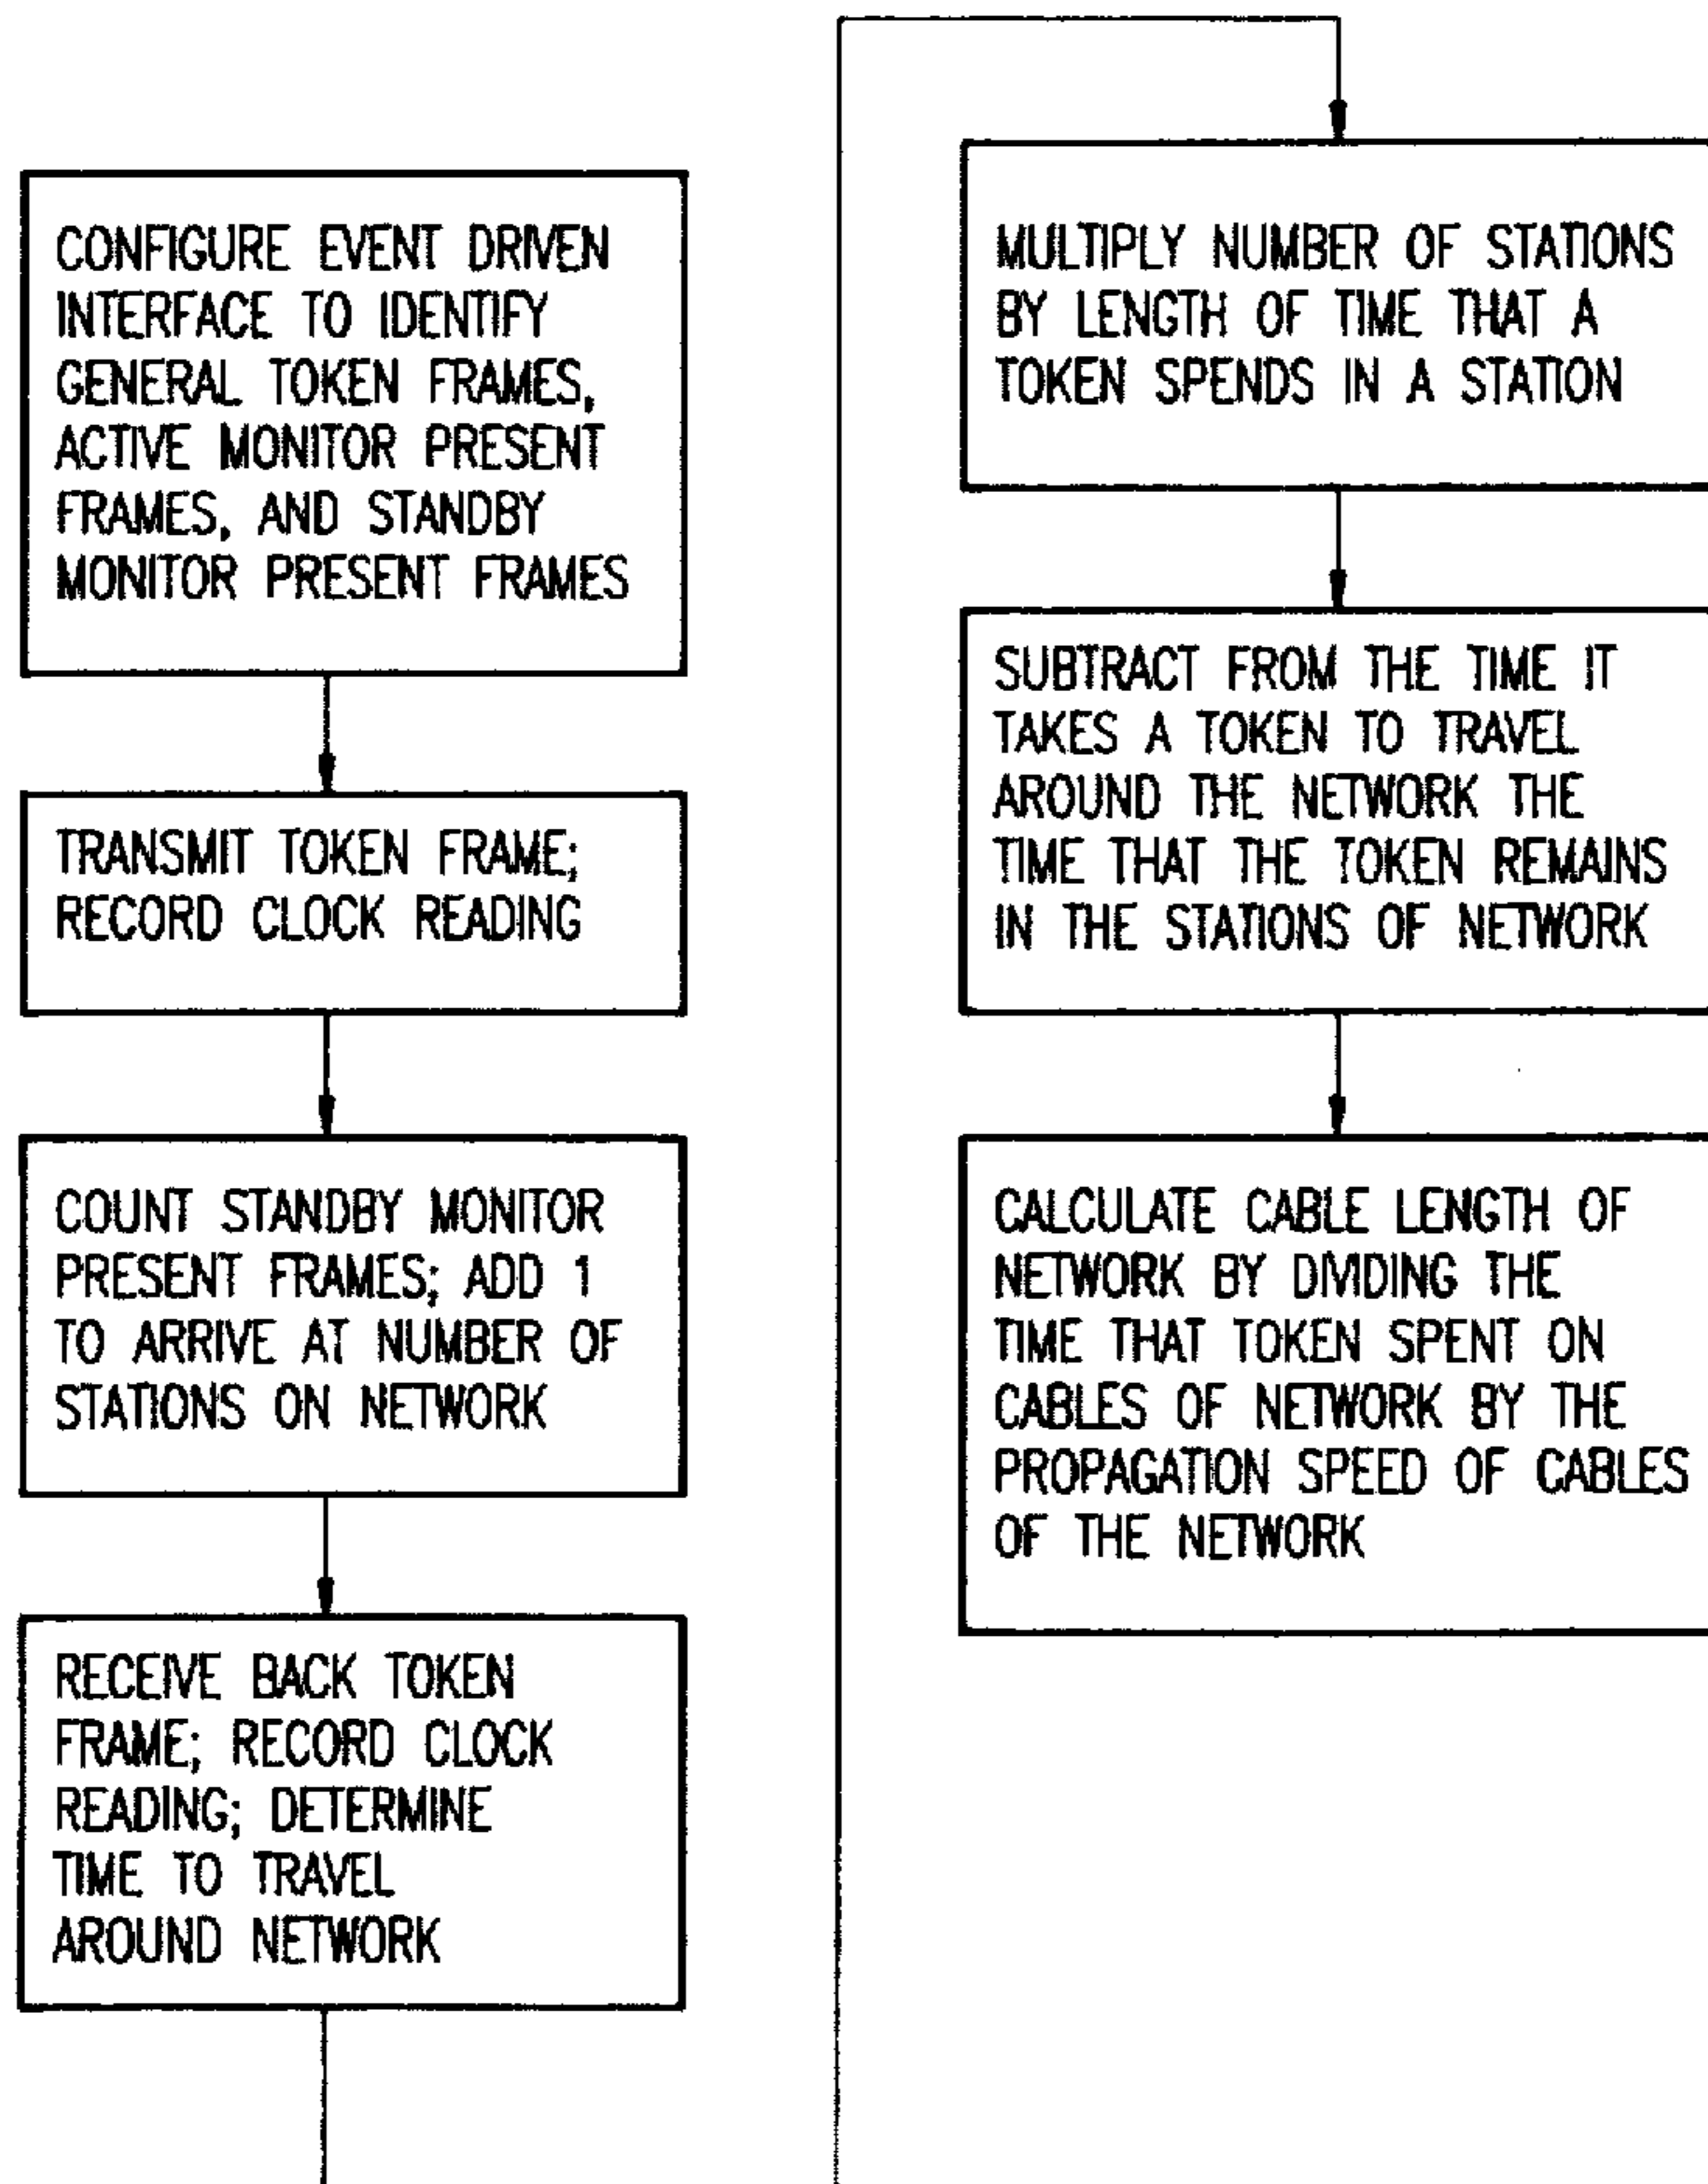 CONFIGURE EVENT DRIVEN
INTERFACE TO IDENTIFY
GENERAL TOKEN FRAMES,
ACTIVE MONITOR PRESENT
FRAMES, AND STANDBY
MONITOR PRESENT FRAMES
TRANSMIT TOKEN FRAME;
RECORD CLOCK READING
COUNT STANDBY MONITOR
PRESENT FRAMES; ADD 1
TO ARRIVE AT NUMBER OF
STATIONS ON NETWORK
RECEIVE BACK TOKEN
FRAME; RECORD CLOCK
READING; DETERMINE
TIME TO TRAVEL
AROUND NETWORK
MULTIPLY NUMBER OF STATIONS
BY LENGTH OF TIME THAT A
TOKEN SPENDS IN A STATION
SUBTRACT FROM THE TIME IT
TAKES A TOKEN TO TRAVEL
AROUND THE NETWORK THE
TIME THAT THE TOKEN REMAINS
IN THE STATIONS OF NETWORK
CALCULATE CABLE LENGTH OF
NETWORK BY DIVIDING THE
TIME THAT TOKEN SPENT ON
CABLES OF NETWORK BY THE
PROPAGATION SPEED OF CABLES
OF THE NETWORK